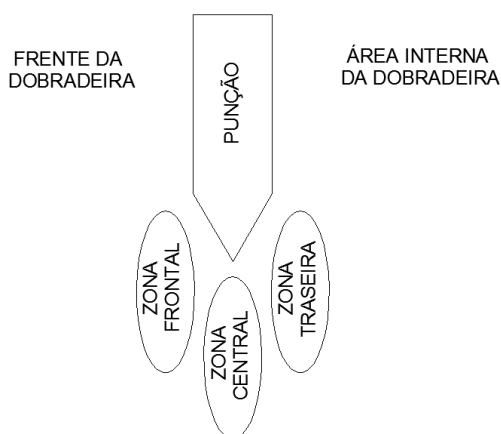 FRENTE DA
DOBRADEIRA
PUNÇÃO
ÁREA INTERNA
DA DOBRADEIRA
ZONA
FRONTAL
ZONA
CENTRAL
ZONA
TRASEIRA